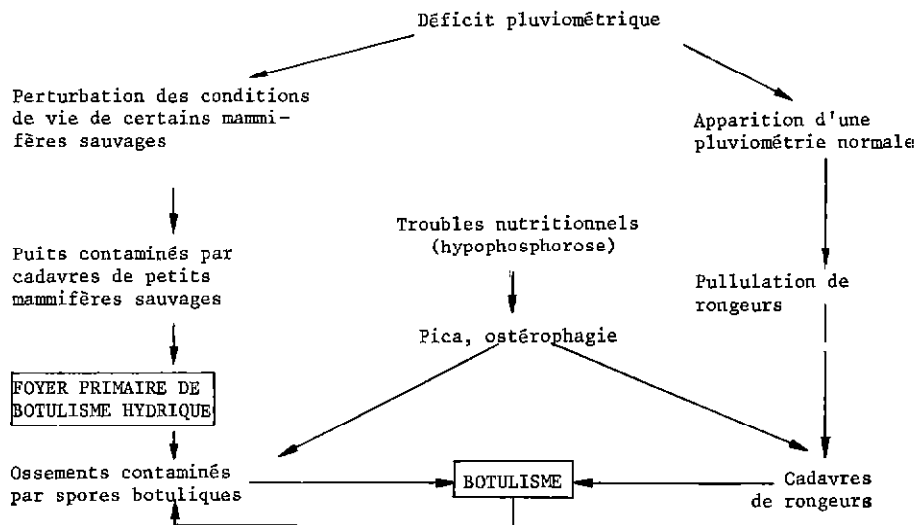 Déficit pluviométrique
Perturbation des conditions
de vie de certains mammi-
fères sauvages
Apparition d'une
pluviométrie normale
Troubles nutritionnels
(hypophosphorose)
Puits contaminés par
cadavres de petits
mammifères sauvages
Pullulation de
rongeurs
Pica, ostérophagie
FOYER PRIMAIRE DE
BOTULISME HYDRIQUE
Ossements contaminés
par spores botuliques
BOTULISME
Cadavres
de rongeurs